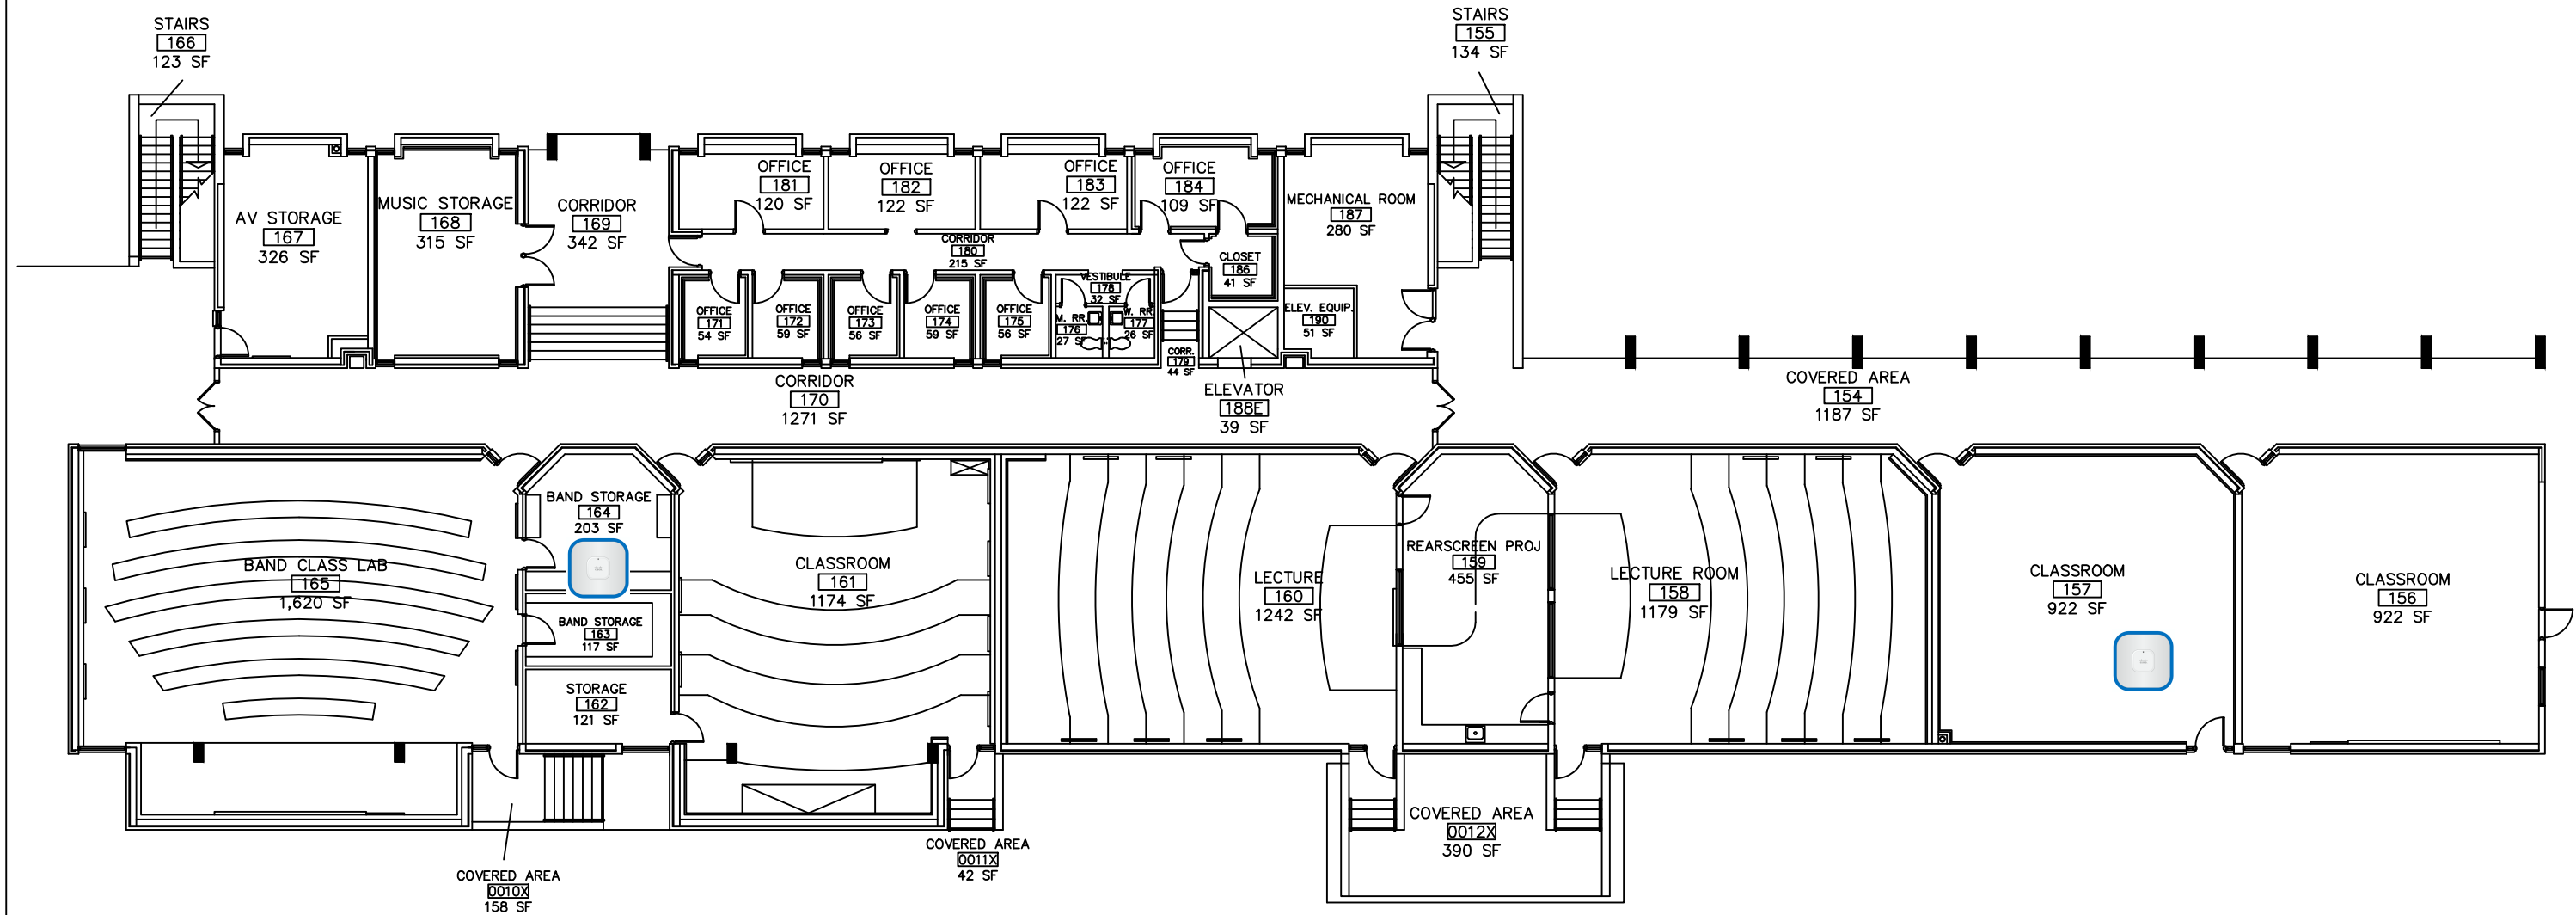 STAIRS
166
123 SF
STAIRS
155
134 SF
AV STORAGE
167
326 SF
MUSIC STORAGE
168
315 SF
CORRIDOR
169
342 SF
OFFICE
181
120 SF
OFFICE
182
122 SF
OFFICE
183
122 SF
OFFICE
184
109 SF
MECHANICAL ROOM
187
280 SF
CORRIDOR
180
215 SF
CLOSET
186
41 SF
VESTIBULE
178
32 SF
OFFICE
171
54 SF
OFFICE
172
59 SF
OFFICE
173
56 SF
OFFICE
174
59 SF
OFFICE
175
56 SF
M. RR.
176
27 SF
W. RR.
177
26 SF
ELEV. EQUIP.
190
51 SF
CORR.
179
44 SF
CORRIDOR
170
1271 SF
ELEVATOR
188E
39 SF
COVERED AREA
154
1187 SF
BAND CLASS LAB
165
1,620 SF
BAND STORAGE
164
203 SF
BAND STORAGE
163
117 SF
STORAGE
162
121 SF
CLASSROOM
161
1174 SF
LECTURE
160
1242 SF
REARSCREEN PROJ
159
455 SF
LECTURE ROOM
158
1179 SF
CLASSROOM
157
922 SF
CLASSROOM
156
922 SF
COVERED AREA
0010X
158 SF
COVERED AREA
0011X
42 SF
COVERED AREA
0012X
390 SF